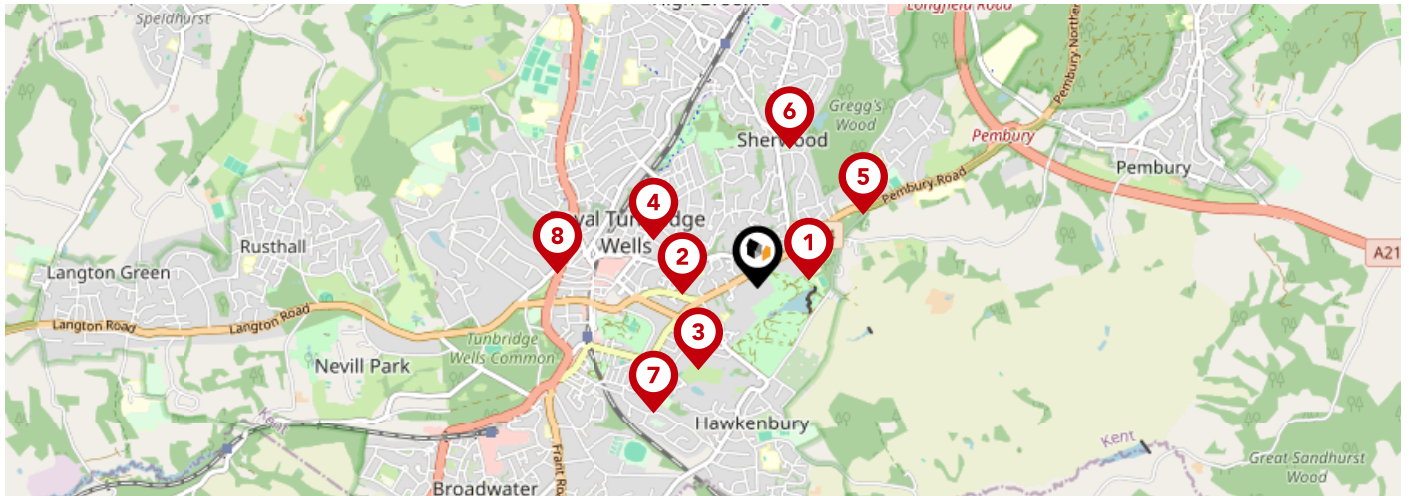 Speldhurst
Longfield Road
Pembury Northern
6
Gregg's
Wood
Sherwood
Pembury
Pembury
5
Pembury Road
4
Royal Tunbridge
Wells
8
2
1
Rusthall
A21
Langton Green
Langton Road
Langton Road
3
Tunbridge
Wells Common
Nevill Park
7
Hawkenbury
Kent
Kent
Frant Road
Great Sandhurst
Wood
Broadwater